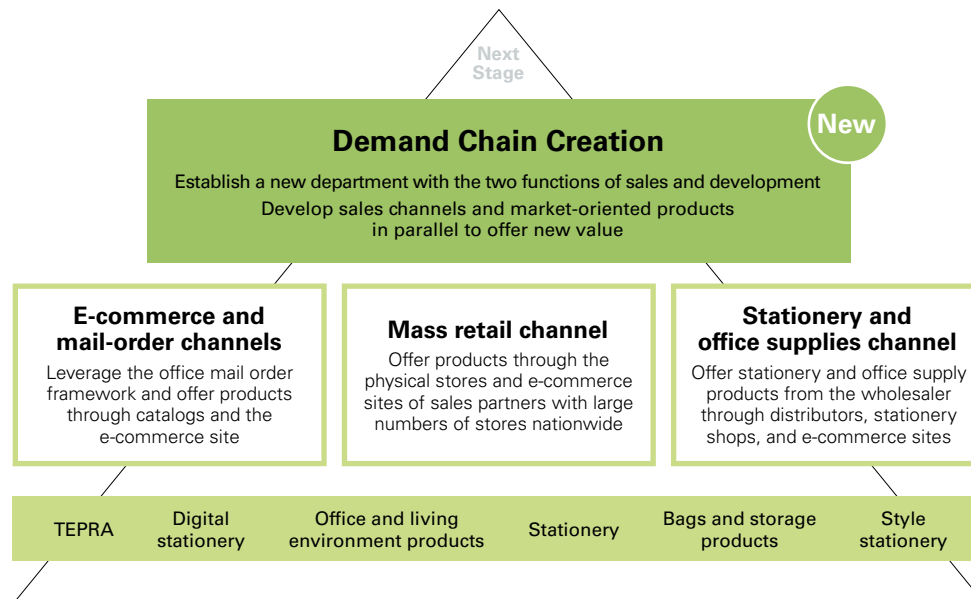 Next
Stage
New
Demand Chain Creation
Establish a new department with the two functions of sales and development
Develop sales channels and market-oriented products
in parallel to offer new value
E-commerce and
mail-order channels
Leverage the office mail order
framework and offer products
through catalogs and the
e-commerce site
Mass retail channel
Offer products through the
physical stores and e-commerce
sites of sales partners with large
numbers of stores nationwide
Stationery and
office supplies channel
Offer stationery and office supply
products from the wholesaler
through distributors, stationery
shops, and e-commerce sites
TEPRA
Digital
stationery
Office and living
environment products
Stationery
Bags and storage
products
Style
stationery